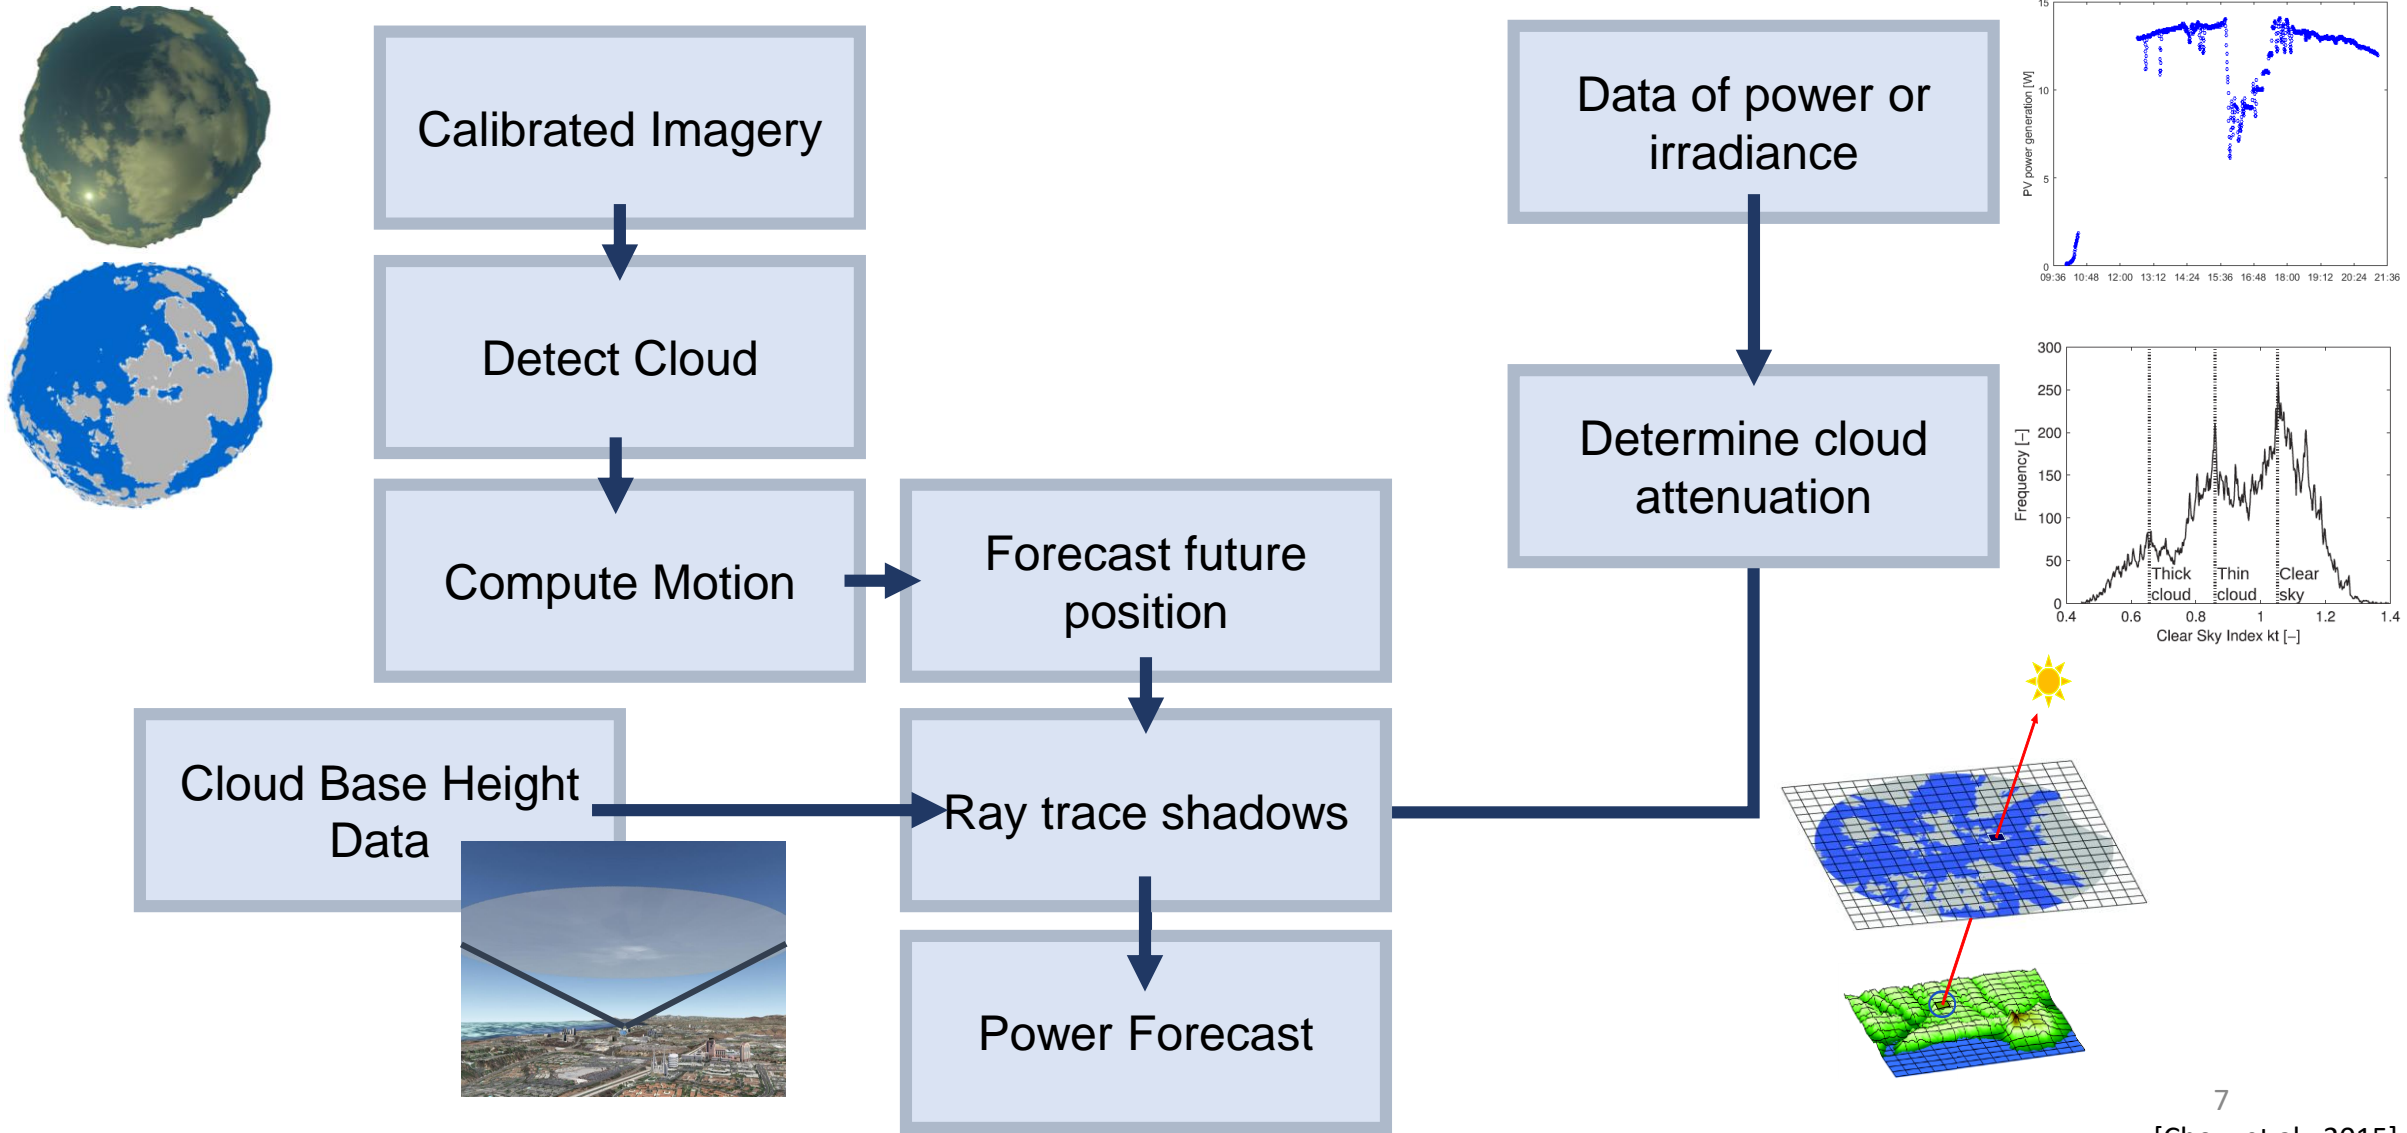 Calibrated Imagery
Detect Cloud
Compute Motion
Forecast future
position
Cloud Base Height
Data
Ray trace shadows
Power Forecast
Data of power or
irradiance
Determine cloud
attenuation
PV power generation [W]
15
10
5
0
09:36 10:48 12:00 13:12 14:24 15:36 16:48 18:00 19:12 20:24 21:36
Frequency [–]
300
250
200
150
100
50
0
Thick
cloud
Thin
cloud
Clear
sky
0.4 0.6 0.8 1 1.2 1.4
Clear Sky Index kt [–]
7
et al., 2015]